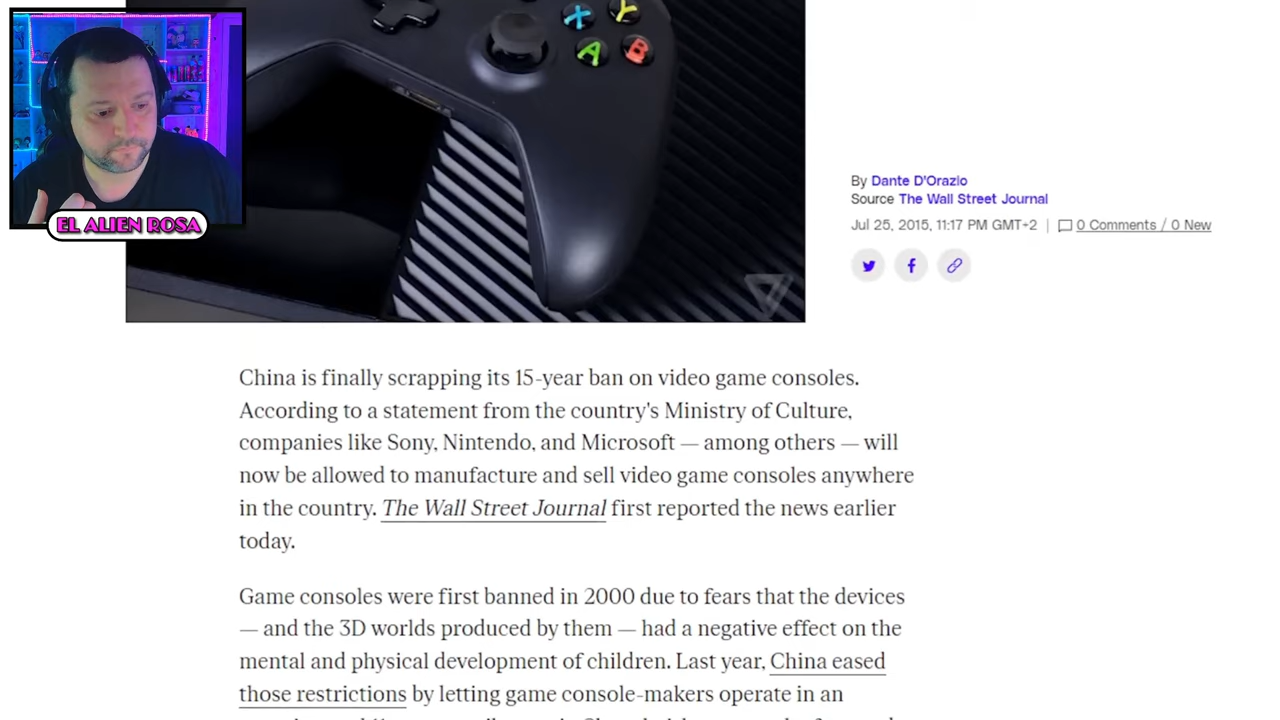 X Y
A B
EL ALIEN ROSA
By Dante D'Orazio
Source The Wall Street Journal
Jul 25, 2015, 11:17 PM GMT+2 | 0 Comments / 0 New
China is finally scrapping its 15-year ban on video game consoles.
According to a statement from the country's Ministry of Culture,
companies like Sony, Nintendo, and Microsoft — among others — will
now be allowed to manufacture and sell video game consoles anywhere
in the country. The Wall Street Journal first reported the news earlier
today.
Game consoles were first banned in 2000 due to fears that the devices
— and the 3D worlds produced by them — had a negative effect on the
mental and physical development of children. Last year, China eased
those restrictions by letting game console-makers operate in an